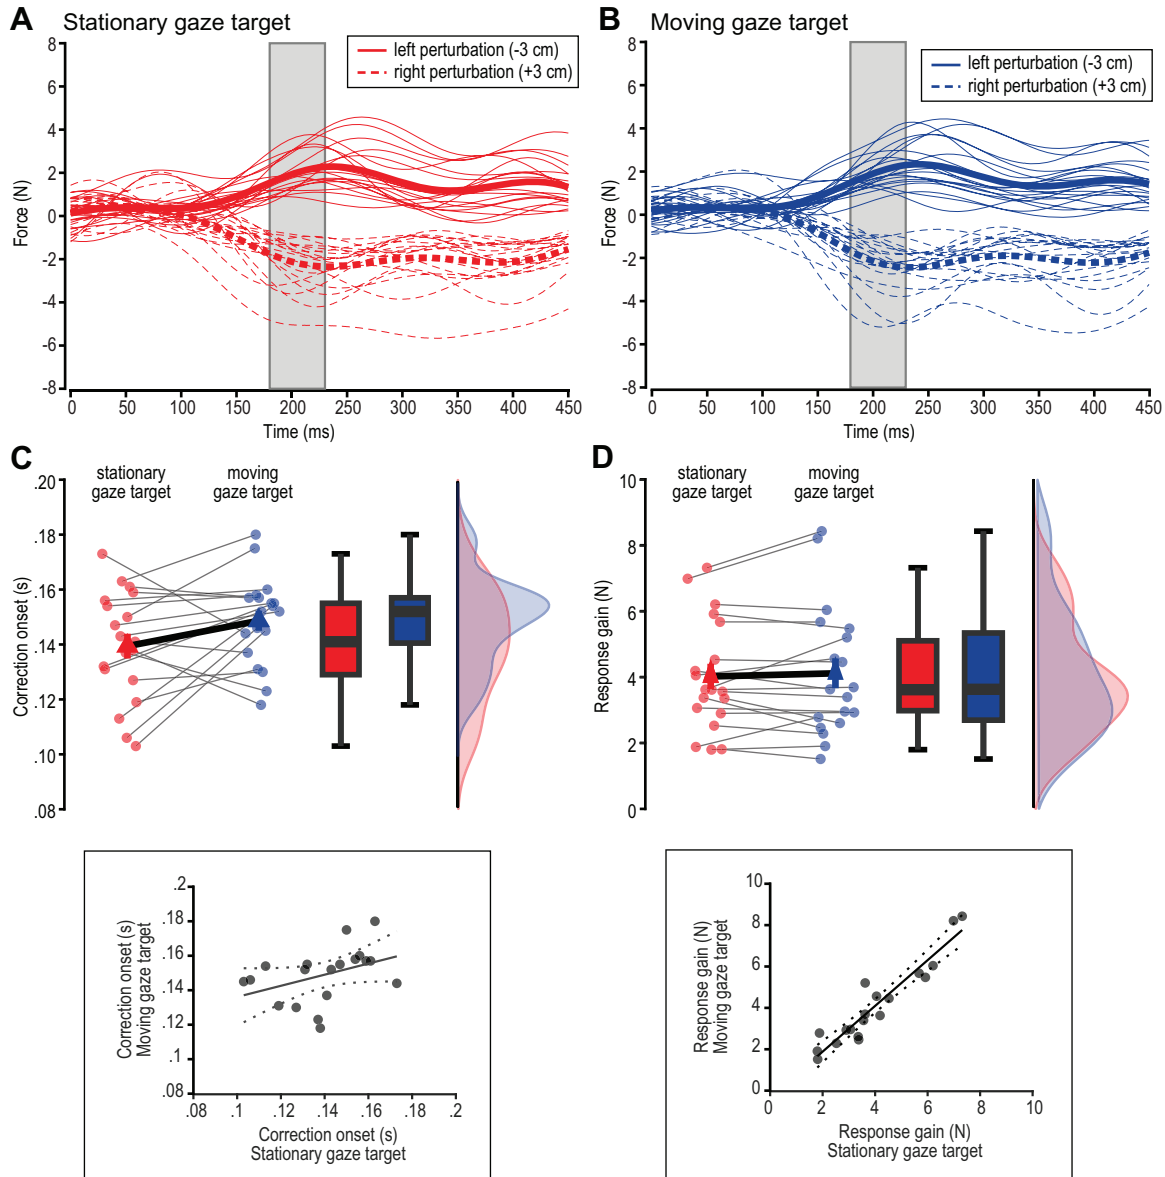 A Stationary gaze target
8
6
4
2
0
-2
-4
-6
-8
Force (N)
left perturbation (-3 cm)
right perturbation (+3 cm)
0 50 100 150 200 250 300 350 400 450
Time (ms)
B Moving gaze target
8
6
4
2
0
-2
-4
-6
-8
Force (N)
left perturbation (-3 cm)
right perturbation (+3 cm)
0 50 100 150 200 250 300 350 400 450
Time (ms)
C
stationary
gaze target
moving
gaze target
.20
.18
.16
.14
.12
.10
.08
Correction onset (s)
D
stationary
gaze target
moving
gaze target
10
8
6
4
2
0
Response gain (N)
.2
.18
.16
.14
.12
.1
.08
Correction onset (s)
Moving gaze target
.08 .1 .12 .14 .16 .18 .2
Correction onset (s)
Stationary gaze target
10
8
6
4
2
0
Response gain (N)
Moving gaze target
0 2 4 6 8 10
Response gain (N)
Stationary gaze target